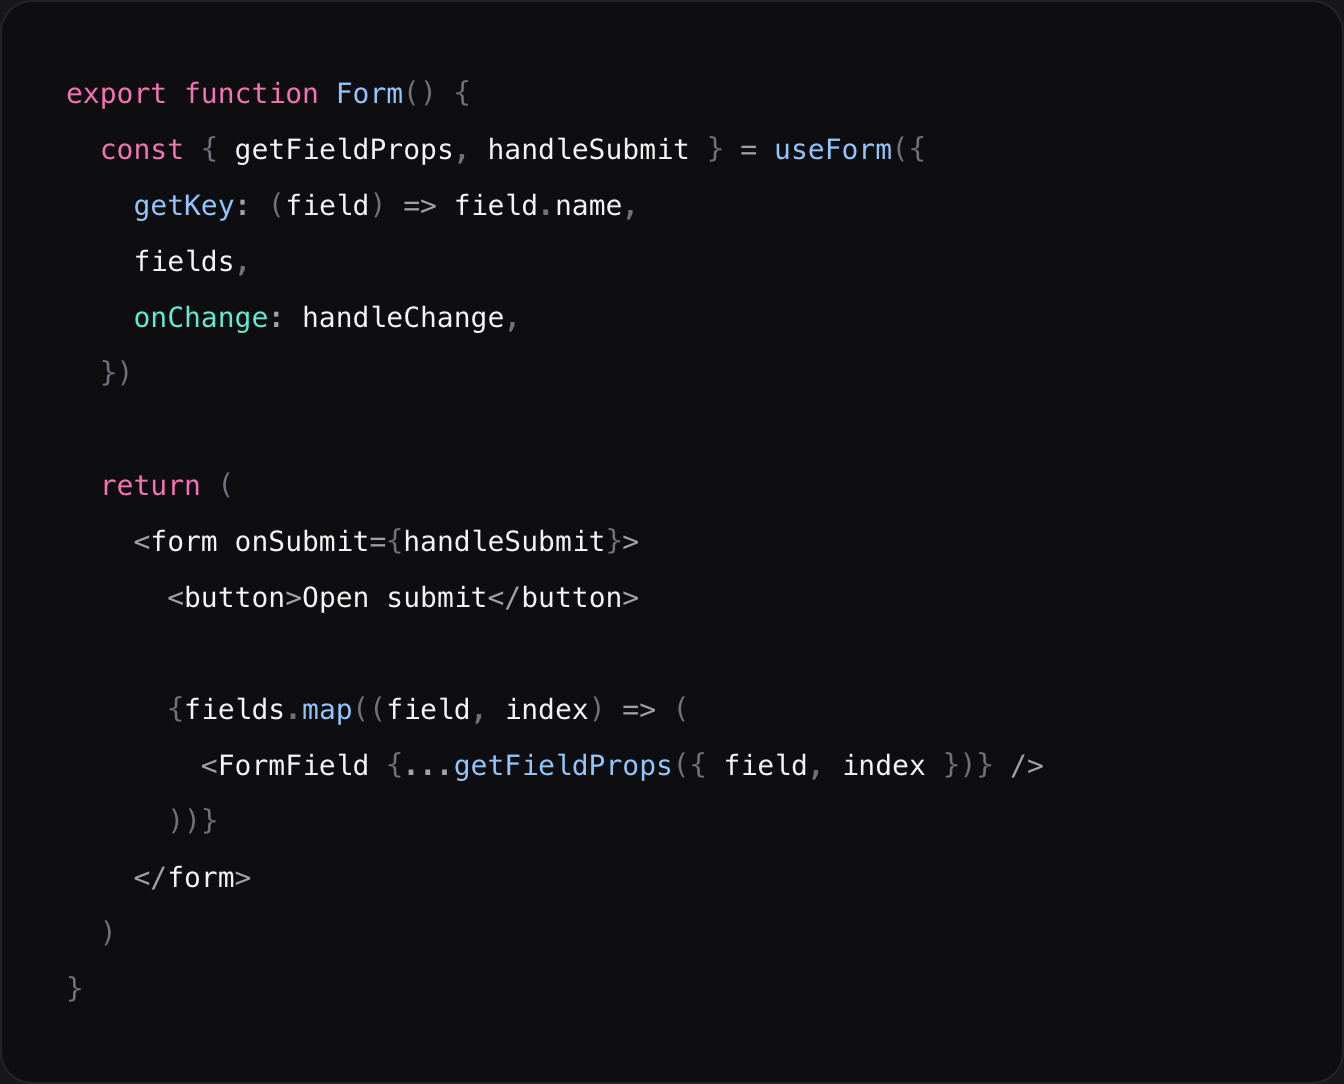 export function Form() {
  const { getFieldProps, handleSubmit } = useForm({
    getKey: (field) => field.name,
    fields,
    onChange: handleChange,
  })

  return (
    <form onSubmit={handleSubmit}>
      <button>Open submit</button>

      {fields.map((field, index) => (
        <FormField {...getFieldProps({ field, index })} />
      ))}
    </form>
  )
}